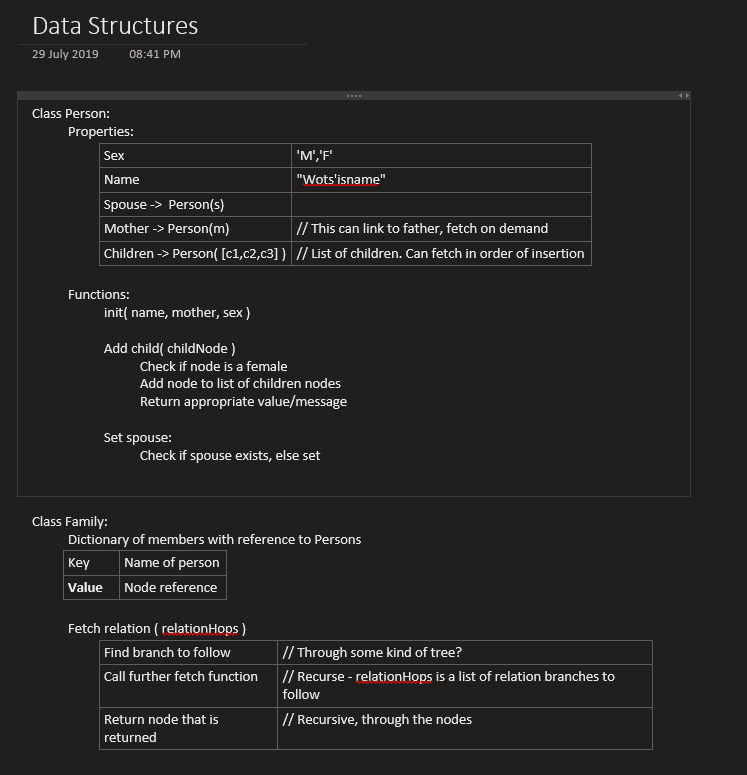 Data Structures
29 July 2019 08:41 PM
Class Person:
Properties:
Sex 'M','F'
Name "Wots'isname"
Spouse -> Person(s)
Mother -> Person(m) // This can link to father, fetch on demand
Children -> Person( [c1,c2,c3] ) // List of children. Can fetch in order of insertion
Functions:
init( name, mother, sex )
Add child( childNode )
Check if node is a female
Add node to list of children nodes
Return appropriate value/message
Set spouse:
Check if spouse exists, else set
Class Family:
Dictionary of members with reference to Persons
Key Name of person
Value Node reference
Fetch relation ( relationHops )
Find branch to follow // Through some kind of tree?
Call further fetch function // Recurse - relationHops is a list of relation branches to
follow
Return node that is // Recursive, through the nodes
returned